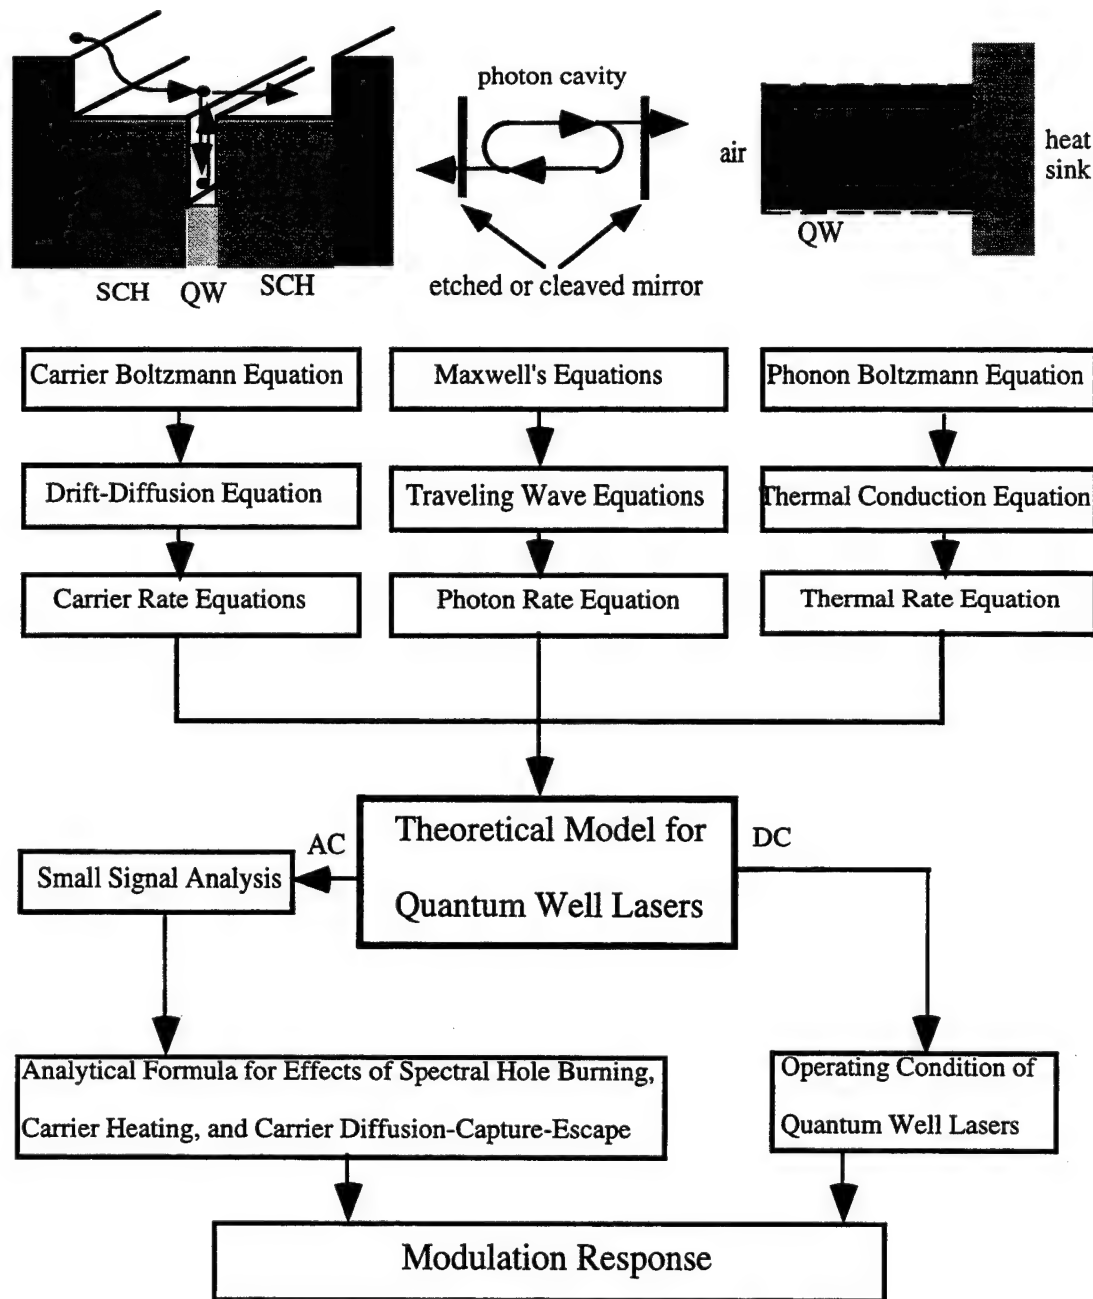 photon cavity
air
heat
sink
QW
SCH QW SCH
etched or cleaved mirror
Carrier Boltzmann Equation
Maxwell's Equations
Phonon Boltzmann Equation
Drift-Diffusion Equation
Traveling Wave Equations
Thermal Conduction Equation
Carrier Rate Equations
Photon Rate Equation
Thermal Rate Equation
Theoretical Model for
Quantum Well Lasers
AC
DC
Small Signal Analysis
Analytical Formula for Effects of Spectral Hole Burning,
Carrier Heating, and Carrier Diffusion-Capture-Escape
Operating Condition of
Quantum Well Lasers
Modulation Response